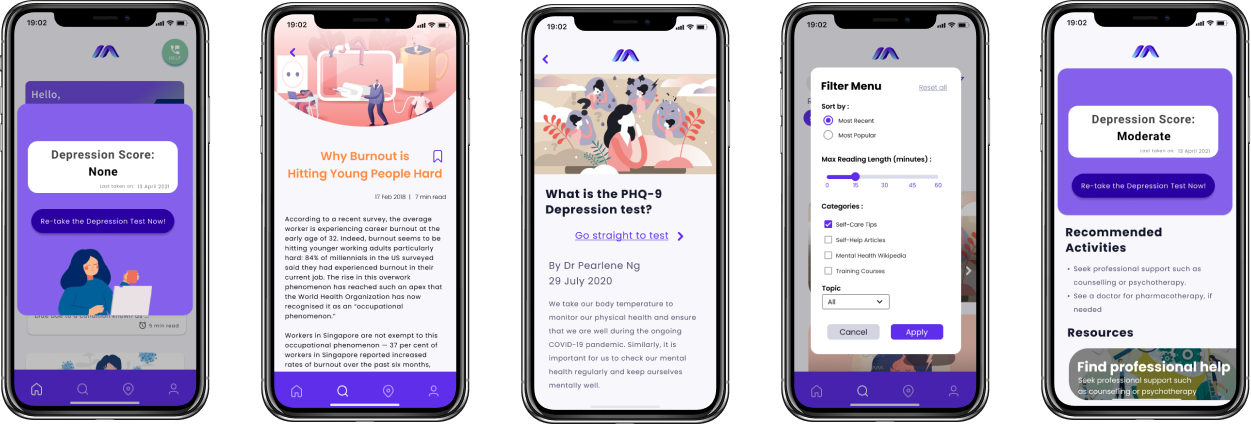 19:02
HELP
Hello,
Depression Score:
None
Last taken on: 13 April 2021
Re-take the Depression Test Now!
5 min read
19:02
Why Burnout is
Hitting Young People Hard
17 Feb 2018 | 7 min read
According to a recent survey, the average
worker is experiencing career burnout at the
early age of 32. Indeed, burnout seems to be
hitting younger working adults particularly
hard: 84% of millennials in the US surveyed
said they had experienced burnout in their
current job. The rise in this overwork
phenomenon has reached such an apex that
the World Health Organization has now
recognised it as an "occupational
phenomenon."
Workers in Singapore are not exempt to this
occupational phenomenon — 37 per cent of
workers in Singapore reported increased
rates of burnout over the past six months,
19:02
What is the PHQ-9
Depression test?
Go straight to test
By Dr Pearlene Ng
29 July 2020
We take our body temperature to
monitor our physical health and ensure
that we are well during the ongoing
COVID-19 pandemic. Similarly, it is
important for us to check our mental
health regularly and keep ourselves
mentally well.
19:02
Filter Menu
Reset all
Sort by :
Most Recent
Most Popular
Max Reading Length (minutes) :
0 15 30 45 60
Categories :
Self-Care Tips
Self-Help Articles
Mental Health Wikipedia
Training Courses
Topic
All
Cancel
Apply
19:02
Depression Score:
Moderate
Last taken on: 13 April 2021
Re-take the Depression Test Now!
Recommended
Activities
• Seek professional support such as
counselling or psychotherapy.
• See a doctor for pharmacotherapy, if
needed
Resources
Find professional help
Seek professional support such
as counselling or psychotherapy